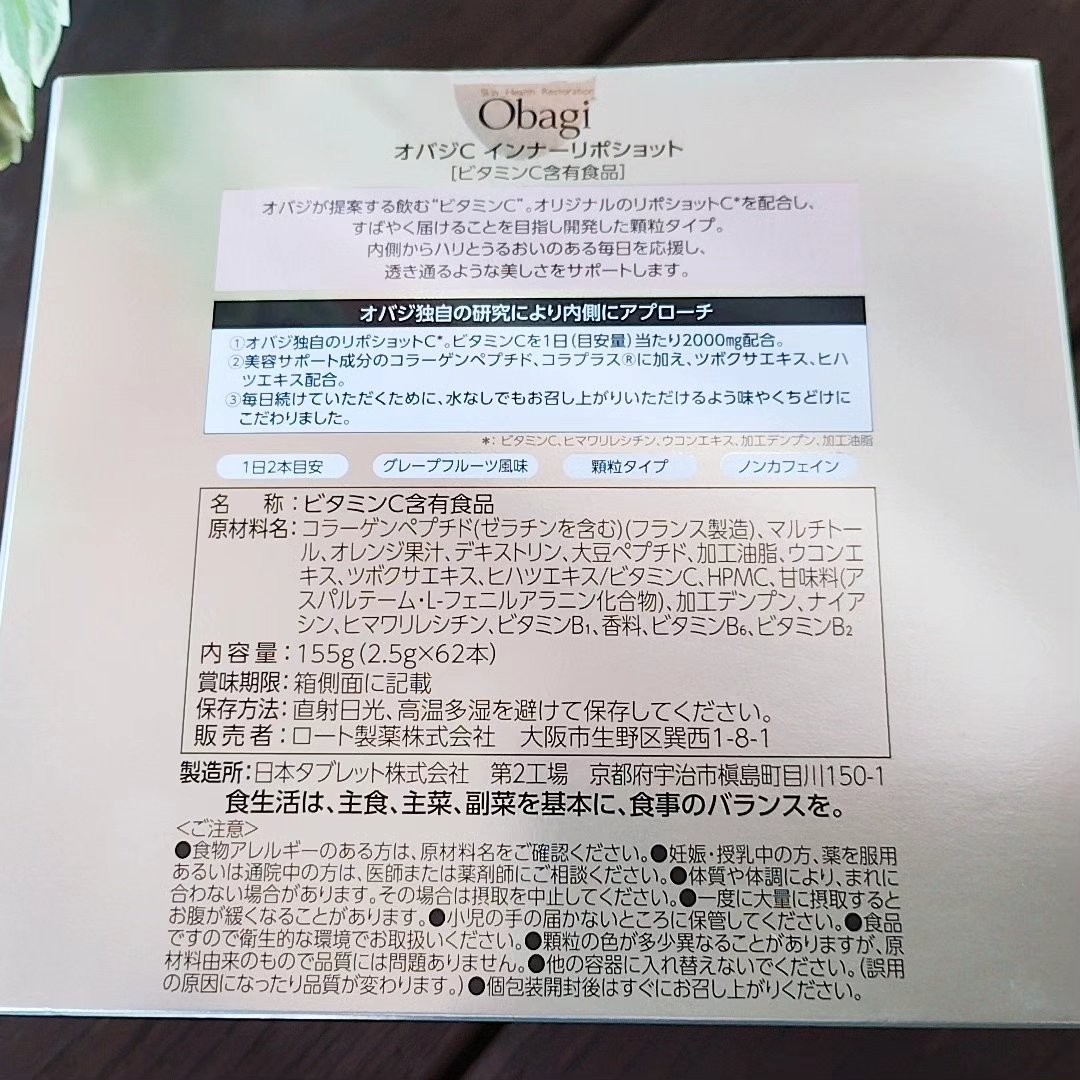 Skin Health Restoration
Obagi
オバジC インナーリポショット
[ビタミンC含有食品]
オバジが提案する飲む"ビタミンC"。オリジナルのリポショットC*を配合し、
すばやく届けることを目指し開発した顆粒タイプ。
内側からハリとうるおいのある毎日を応援し、
透き通るような美しさをサポートします。
オバジ独自の研究により内側にアプローチ
①オバジ独自のリポショットC*。ビタミンCを1日(目安量)当たり2000㎎配合。
②美容サポート成分のコラーゲンペプチド、コラプラス®に加え、ツボクサエキス、ヒハ
ツエキス配合。
③毎日続けていただくために、水なしでもお召し上がりいただけるよう味やくちどけに
こだわりました。
*：ビタミンC、ヒマワリレシチン、ウコンエキス、加工デンプン、加工油脂
1日2本目安 グレープフルーツ風味 顆粒タイプ ノンカフェイン
名 称：ビタミンC含有食品
原材料名：コラーゲンペプチド(ゼラチンを含む)(フランス製造)、マルチトー
ル、オレンジ果汁、デキストリン、大豆ペプチド、加工油脂、ウコンエ
キス、ツボクサエキス、ヒハツエキス/ビタミンC、HPMC、甘味料(ア
スパルテーム・L-フェニルアラニン化合物)、加工デンプン、ナイア
シン、ヒマワリレシチン、ビタミンB₁、香料、ビタミンB₆、ビタミンB₂
内容量：155g(2.5g×62本)
賞味期限：箱側面に記載
保存方法：直射日光、高温多湿を避けて保存してください。
販売者：ロート製薬株式会社 大阪市生野区巽西1-8-1
製造所：日本タブレット株式会社 第2工場 京都府宇治市槇島町目川150-1
食生活は、主食、主菜、副菜を基本に、食事のバランスを。
<ご注意>
●食物アレルギーのある方は、原材料名をご確認ください。●妊娠・授乳中の方、薬を服用
あるいは通院中の方は、医師または薬剤師にご相談ください。●体質や体調により、まれに
合わない場合があります。その場合は摂取を中止してください。●一度に大量に摂取すると
お腹が緩くなることがあります。●小児の手の届かないところに保管してください。●食品
ですので衛生的な環境でお取扱いください。●顆粒の色が多少異なることがありますが、原
材料由来のもので品質には問題ありません。●他の容器に入れ替えないでください。(誤用
の原因になったり品質が変わります。)●個包装開封後はすぐにお召し上がりください。